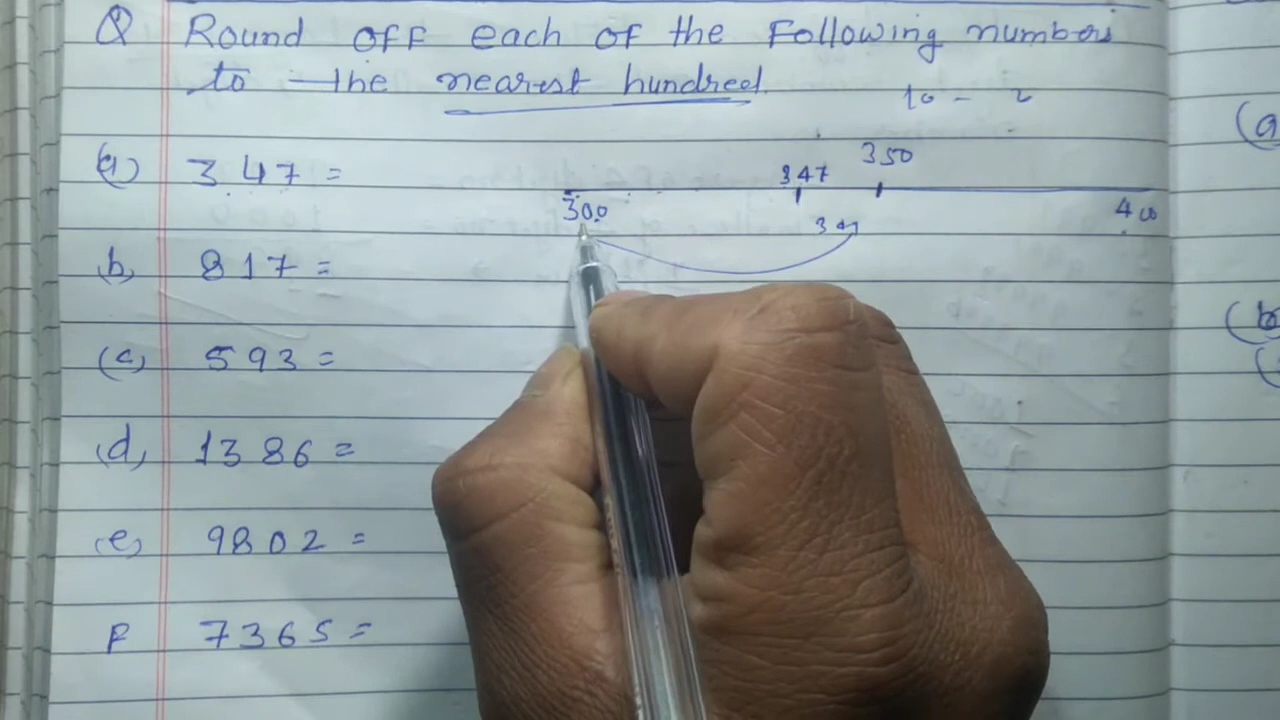 Q Round off each of the Following numbers
to the nearest hundred.
10 -
(a) 347 =
347 350
300 400
(b) 817 =
(c) 593 =
(d) 1386 =
(e) 9802 =
F 7365 =
(a
(b